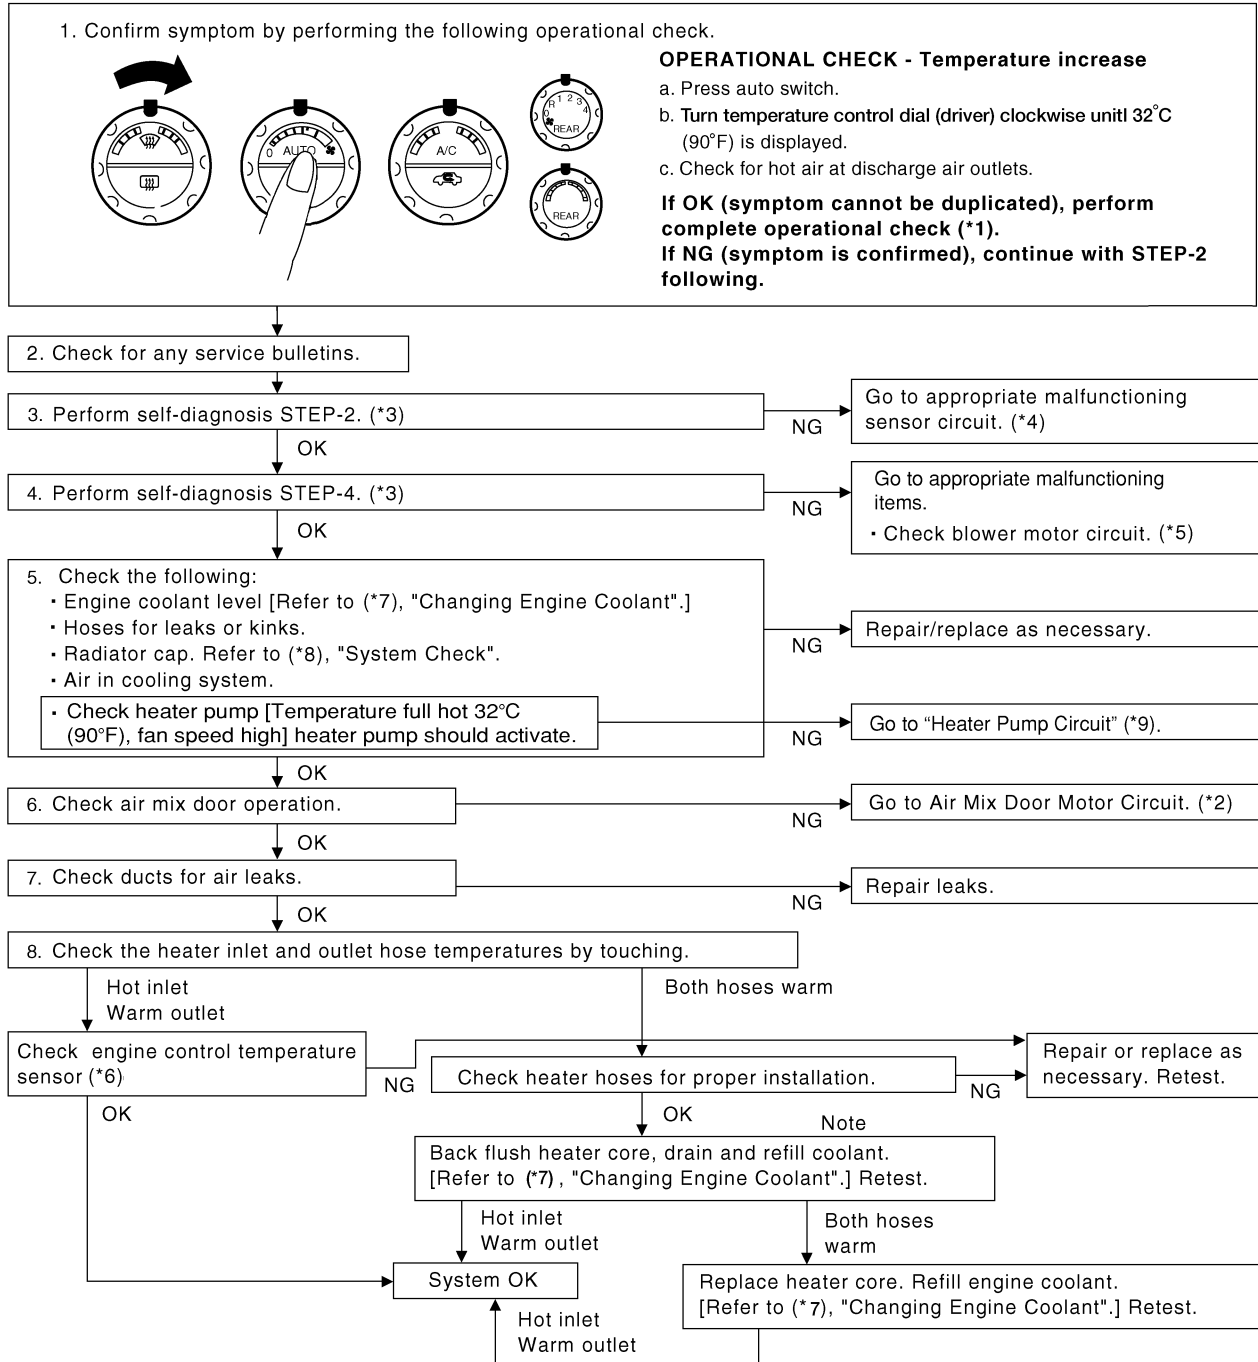 1. Confirm symptom by performing the following operational check.
OPERATIONAL CHECK - Temperature increase
a. Press auto switch.
b. Turn temperature control dial (driver) clockwise unitl 32°C
(90°F) is displayed.
c. Check for hot air at discharge air outlets.
If OK (symptom cannot be duplicated), perform
complete operational check (*1).
If NG (symptom is confirmed), continue with STEP-2
following.
0 AUTO
A/C
R 0 1 2 3 4
REAR
REAR
2. Check for any service bulletins.
3. Perform self-diagnosis STEP-2. (*3)
NG
Go to appropriate malfunctioning
sensor circuit. (*4)
OK
4. Perform self-diagnosis STEP-4. (*3)
NG
Go to appropriate malfunctioning
items.
· Check blower motor circuit. (*5)
OK
5. Check the following:
· Engine coolant level [Refer to (*7), "Changing Engine Coolant".]
· Hoses for leaks or kinks.
· Radiator cap. Refer to (*8), "System Check".
· Air in cooling system.
NG
Repair/replace as necessary.
· Check heater pump [Temperature full hot 32°C
(90°F), fan speed high] heater pump should activate.
NG
Go to “Heater Pump Circuit” (*9).
OK
6. Check air mix door operation.
NG
Go to Air Mix Door Motor Circuit. (*2)
OK
7. Check ducts for air leaks.
NG
Repair leaks.
OK
8. Check the heater inlet and outlet hose temperatures by touching.
Hot inlet
Warm outlet
Both hoses warm
Check engine control temperature
sensor (*6)
NG
OK
Check heater hoses for proper installation.
NG
Repair or replace as
necessary. Retest.
OK
Note
Back flush heater core, drain and refill coolant.
[Refer to (*7) , "Changing Engine Coolant".] Retest.
Hot inlet
Warm outlet
Both hoses
warm
System OK
Replace heater core. Refill engine coolant.
[Refer to (*7), "Changing Engine Coolant".] Retest.
Hot inlet
Warm outlet